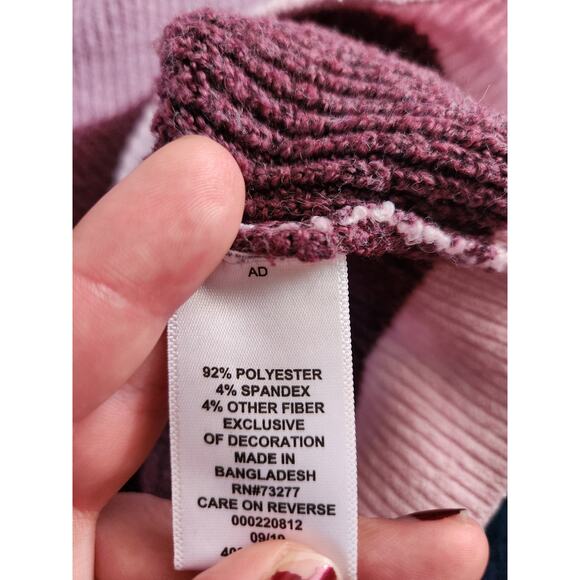 AD
92% POLYESTER
4% SPANDEX
4% OTHER FIBER
EXCLUSIVE
OF DECORATION
MADE IN
BANGLADESH
RN#73277
CARE ON REVERSE
000220812
09/19